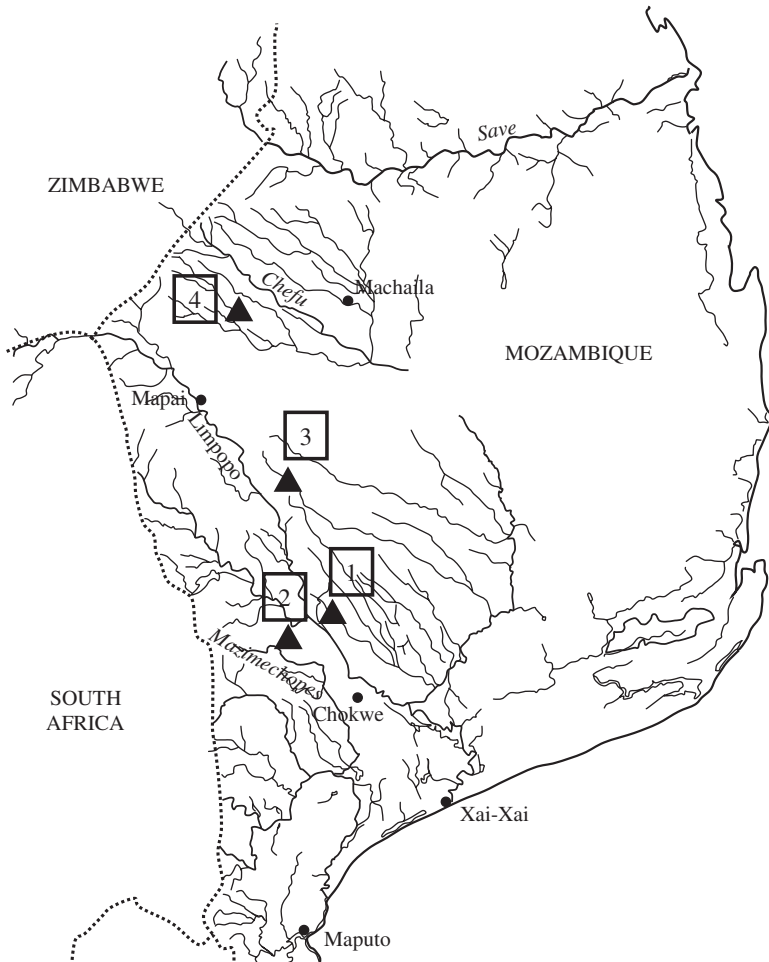 Save
ZIMBABWE
Chefu
Machaila
4
MOZAMBIQUE
Mapai
Limpopo
3
1
2
Mazimechopes
SOUTH
AFRICA
Chokwe
Xai-Xai
Maputo